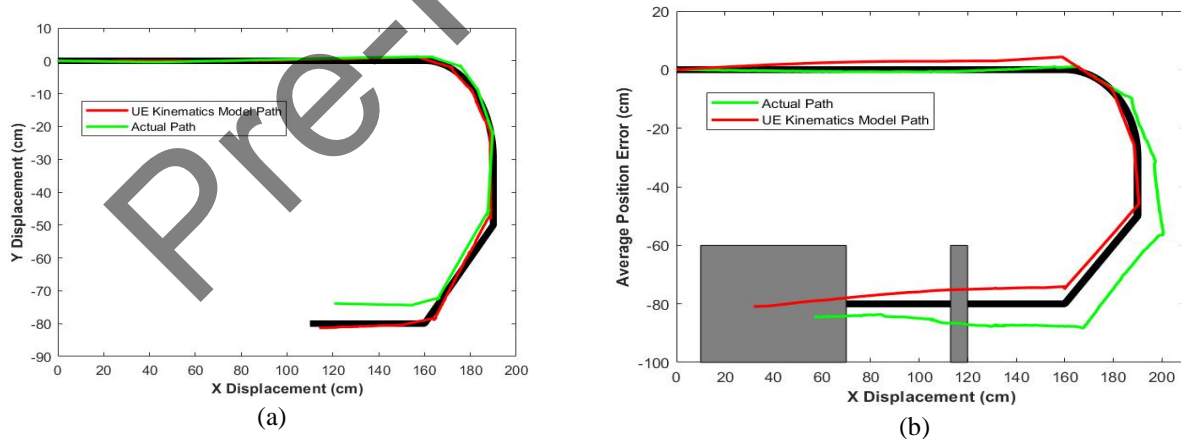 10
0
-10
-20
-30
-40
-50
-60
-70
-80
-90
0 20 40 60 80 100 120 140 160 180 200
Y Displacement (cm)
X Displacement (cm)
UE Kinematics Model Path
Actual Path
(a)
20
0
-20
-40
-60
-80
-100
0 20 40 60 80 100 120 140 160 180 200
Average Position Error (cm)
X Displacement (cm)
Actual Path
UE Kinematics Model Path
(b)
Pre-